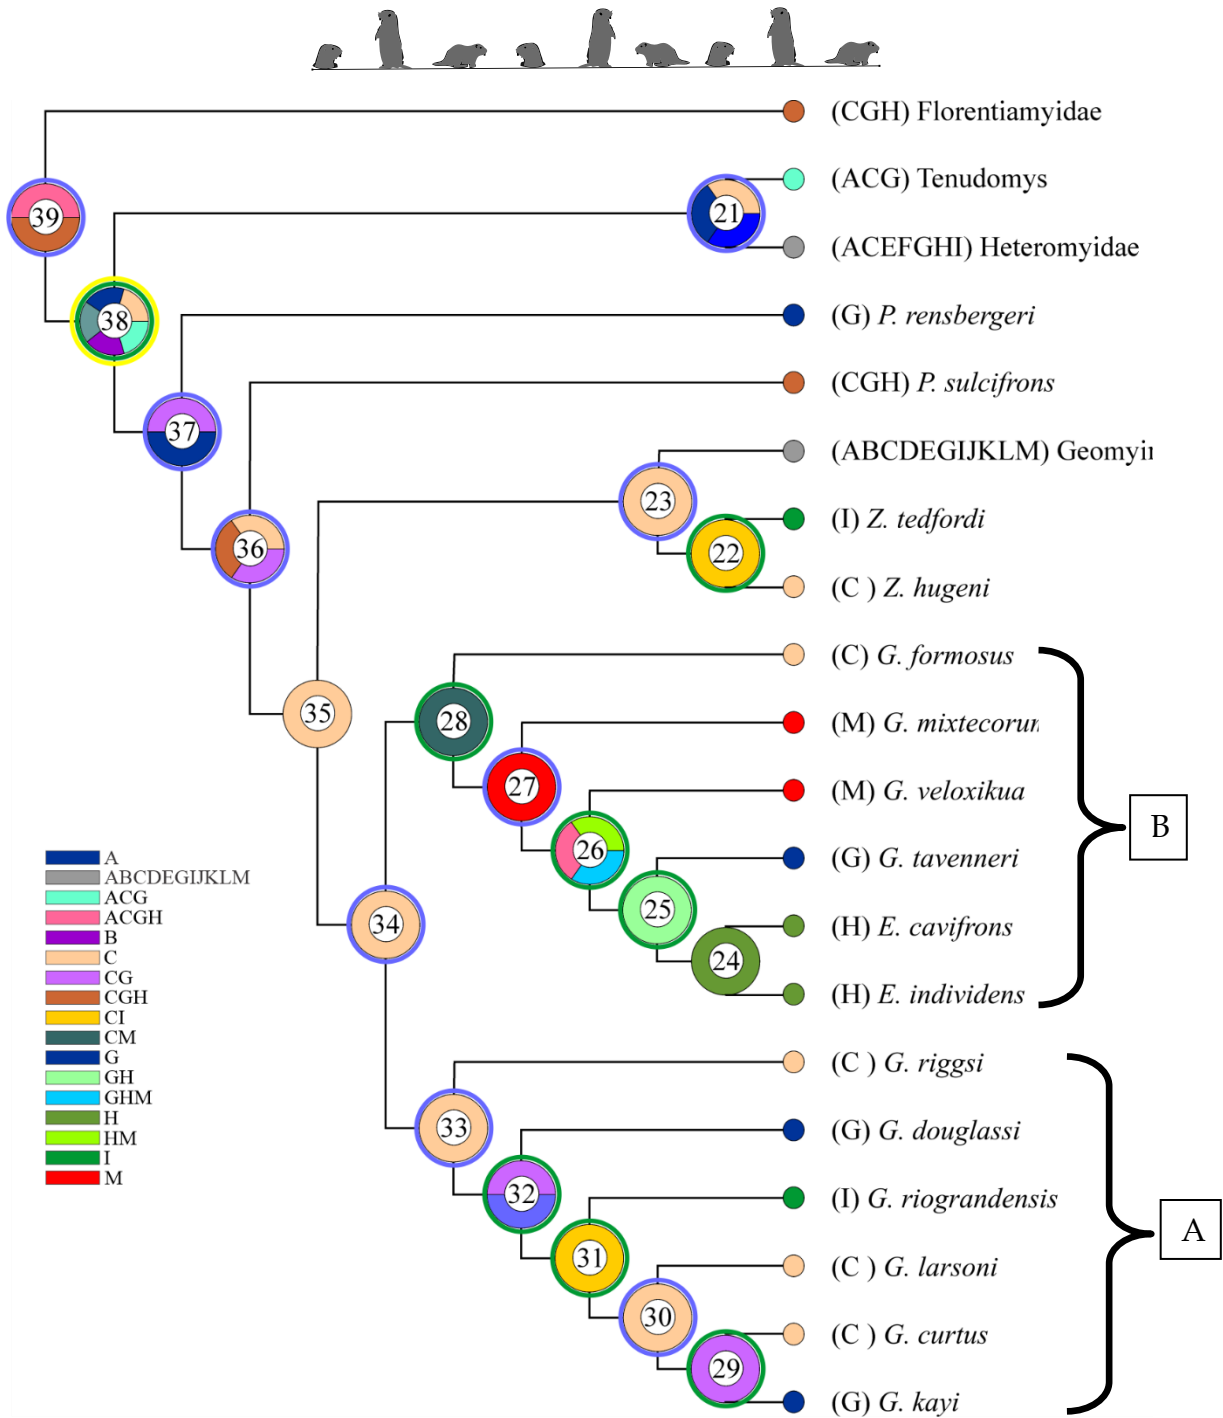 (CGH) Florentiamyidae
(ACG) Tenudomys
39
21
(ACEFGHI) Heteromyidae
38
(G) P. rensbergeri
(CGH) P. sulcifrons
37
(ABCDEGIJKLM) Geomyi
23
(I) Z. tedfordi
36
22
(C ) Z. hugeni
(C) G. formosus
35
28
(M) G. mixtecorun
27
(M) G. veloxikua
B
26
A
(G) G. tavenneri
ABCDEGIJKLM
ACG
25
ACGH
34
(H) E. cavifrons
B
C
24
CG
(H) E. individens
CGH
CI
CM
G
(C ) G. riggsi
GH
GHM
H
33
(G) G. douglassi
HM
I
M
32
(I) G. riograndensis
A
31
(C ) G. larsoni
30
(C ) G. curtus
29
(G) G. kayi